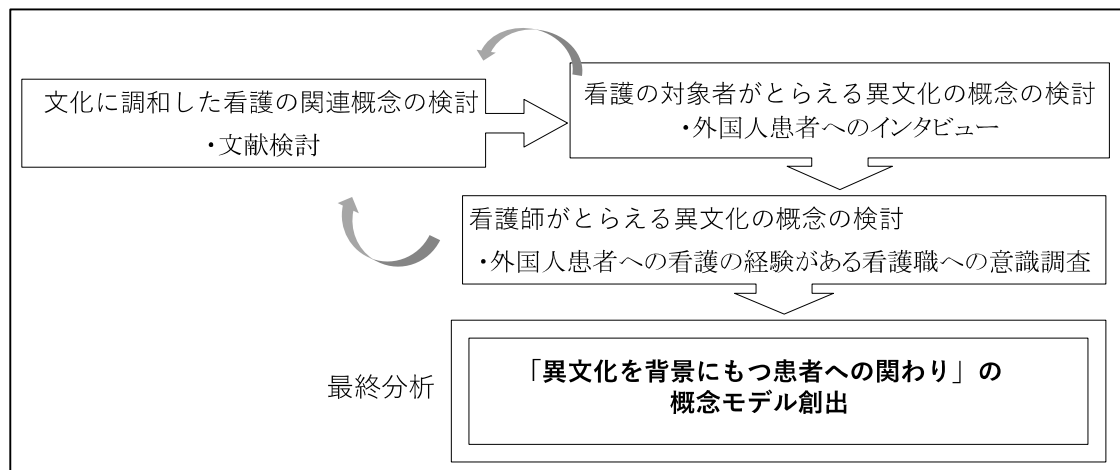 文化に調和した看護の関連概念の検討
・文献検討
看護の対象者がとらえる異文化の概念の検討
・外国人患者へのインタビュー
看護師がとらえる異文化の概念の検討
・外国人患者への看護の経験がある看護職への意識調査
最終分析
「異文化を背景にもつ患者への関わり」の
概念モデル創出